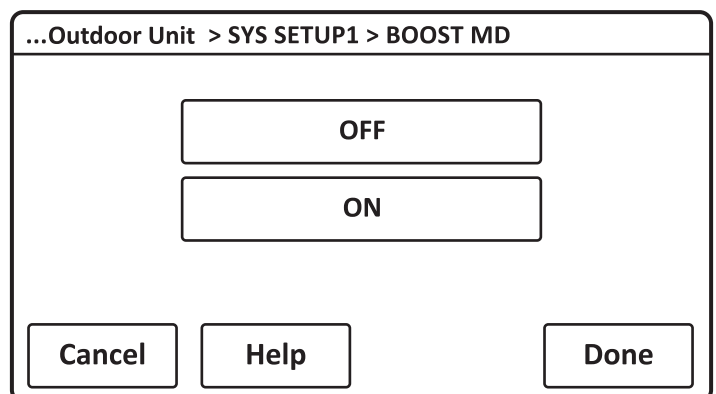 ...Outdoor Unit > SYS SETUP1 > BOOST MD
OFF
ON
Cancel Help Done